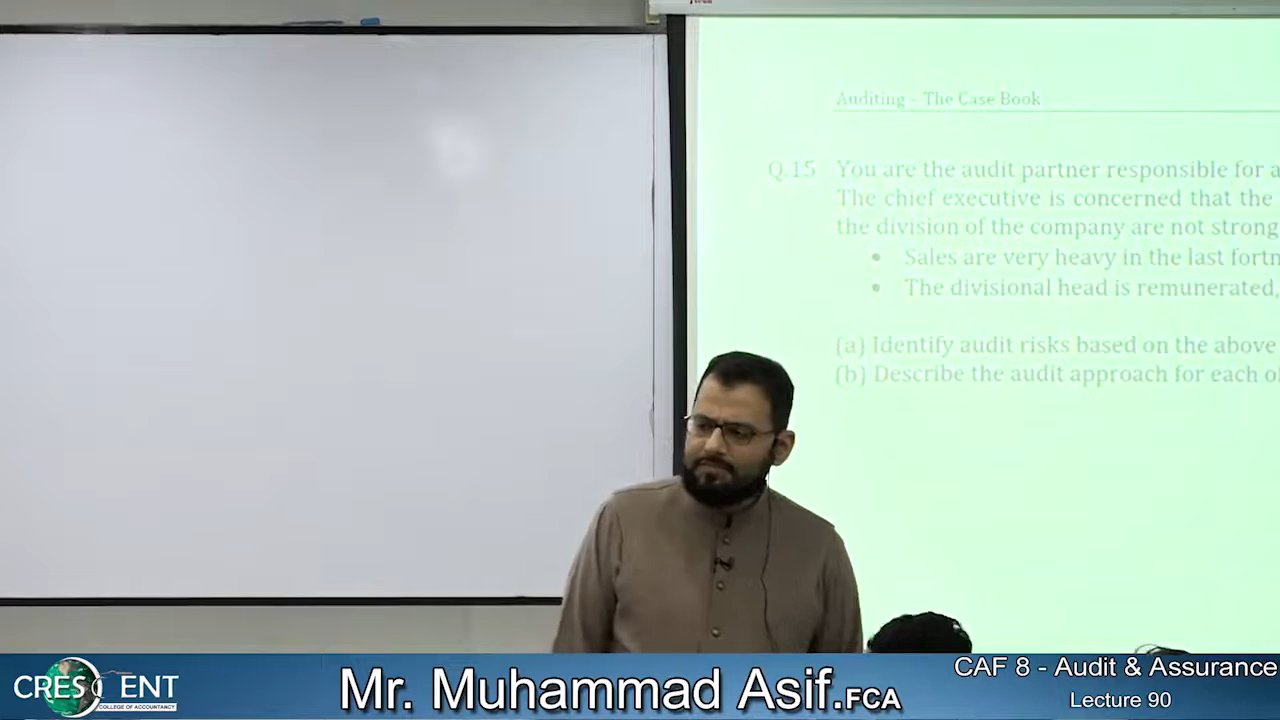 Auditing – The Case Book
Q.15 You are the audit partner responsible for a
The chief executive is concerned that the
the division of the company are not strong
• Sales are very heavy in the last fortn
• The divisional head is remunerated,
(a) Identify audit risks based on the above
(b) Describe the audit approach for each of
CRESCENT
COLLEGE OF ACCOUNTANCY
Mr. Muhammad Asif.FCA
CAF 8 - Audit & Assurance
Lecture 90